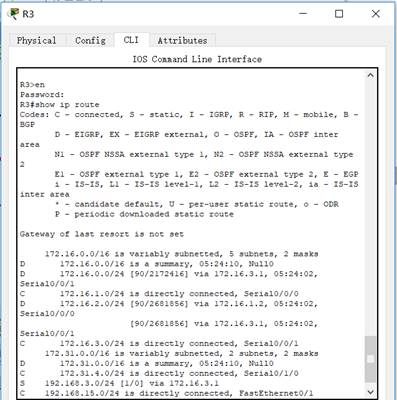 R3
Physical Config CLI Attributes
IOS Command Line Interface
R3>en
Password:
R3#show ip route
Codes: C - connected, S - static, I - IGRP, R - RIP, M - mobile, B -
BGP
D - EIGRP, EX - EIGRP external, O - OSPF, IA - OSPF inter
area
N1 - OSPF NSSA external type 1, N2 - OSPF NSSA external type
2
E1 - OSPF external type 1, E2 - OSPF external type 2, E - EGP
i - IS-IS, L1 - IS-IS level-1, L2 - IS-IS level-2, ia - IS-IS
inter area
* - candidate default, U - per-user static route, o - ODR
P - periodic downloaded static route
Gateway of last resort is not set
172.16.0.0/16 is variably subnetted, 5 subnets, 2 masks
D 172.16.0.0/16 is a summary, 05:24:10, Null0
D 172.16.0.0/24 [90/2172416] via 172.16.3.1, 05:24:02,
Serial0/0/1
C 172.16.1.0/24 is directly connected, Serial0/0/0
D 172.16.2.0/24 [90/2681856] via 172.16.1.2, 05:24:02,
Serial0/0/0
[90/2681856] via 172.16.3.1, 05:24:02,
Serial0/0/1
C 172.16.3.0/24 is directly connected, Serial0/0/1
172.31.0.0/16 is variably subnetted, 2 subnets, 2 masks
D 172.31.0.0/16 is a summary, 05:24:10, Null0
C 172.31.4.0/24 is directly connected, Serial0/1/0
S 192.168.3.0/24 [1/0] via 172.16.3.1
C 192.168.15.0/24 is directly connected, FastEthernet0/1